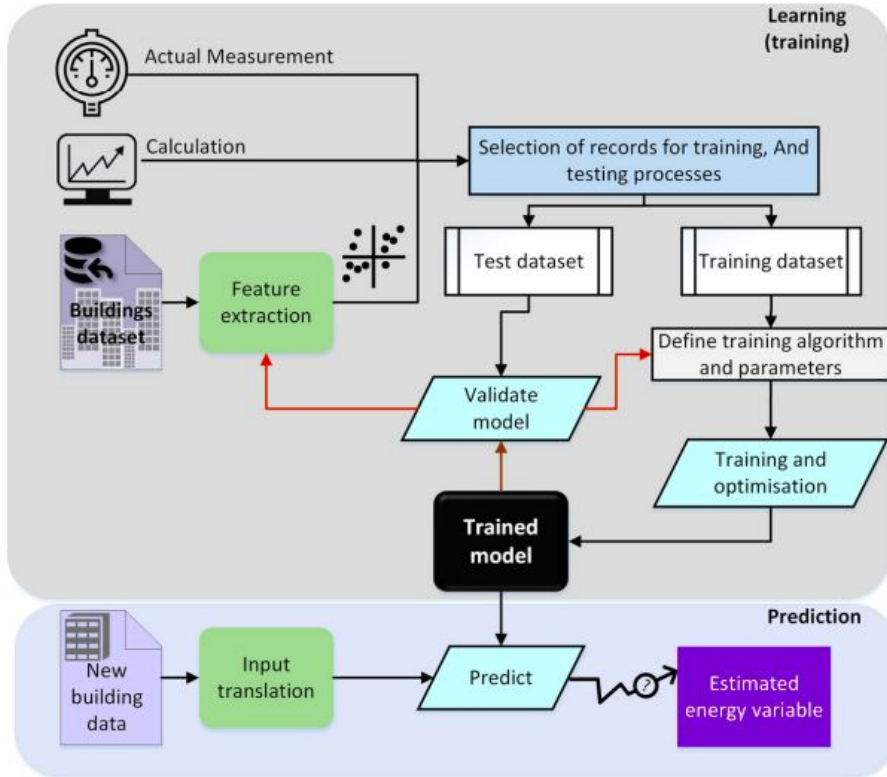 Learning
(training)
Actual Measurement
Calculation
Selection of records for training, And
testing processes
Buildings
dataset
Feature
extraction
Test dataset
Training dataset
Define training algorithm
and parameters
Validate
model
Training and
optimisation
Trained
model
Prediction
New
building
data
Input
translation
Predict
?
Estimated
energy variable